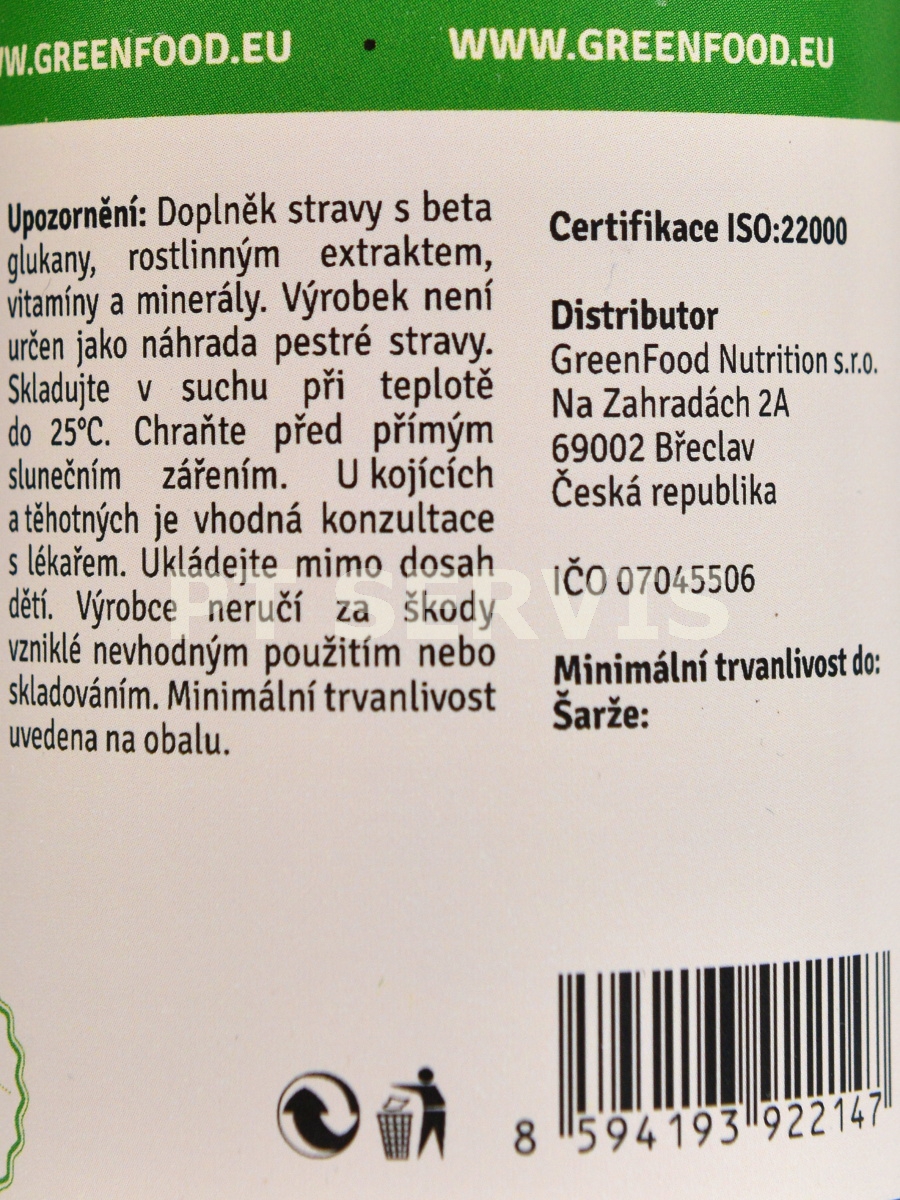 WW.GREENFOOD.EU • WWW.GREENFOOD.EU
Upozornění: Doplněk stravy s beta
glukany, rostlinným extraktem,
vitamíny a minerály. Výrobek není
určen jako náhrada pestré stravy.
Skladujte v suchu při teplotě
do 25°C. Chraňte před přímým
slunečním zářením. U kojících
a těhotných je vhodná konzultace
s lékařem. Ukládejte mimo dosah
dětí. Výrobce neručí za škody
vzniklé nevhodným použitím nebo
skladováním. Minimální trvanlivost
uvedena na obalu.
Certifikace ISO:22000
Distributor
GreenFood Nutrition s.r.o.
Na Zahradách 2A
69002 Břeclav
Česká republika
IČO 07045506
Minimální trvanlivost do:
Šarže:
PT SERVIS
8 594193 922147